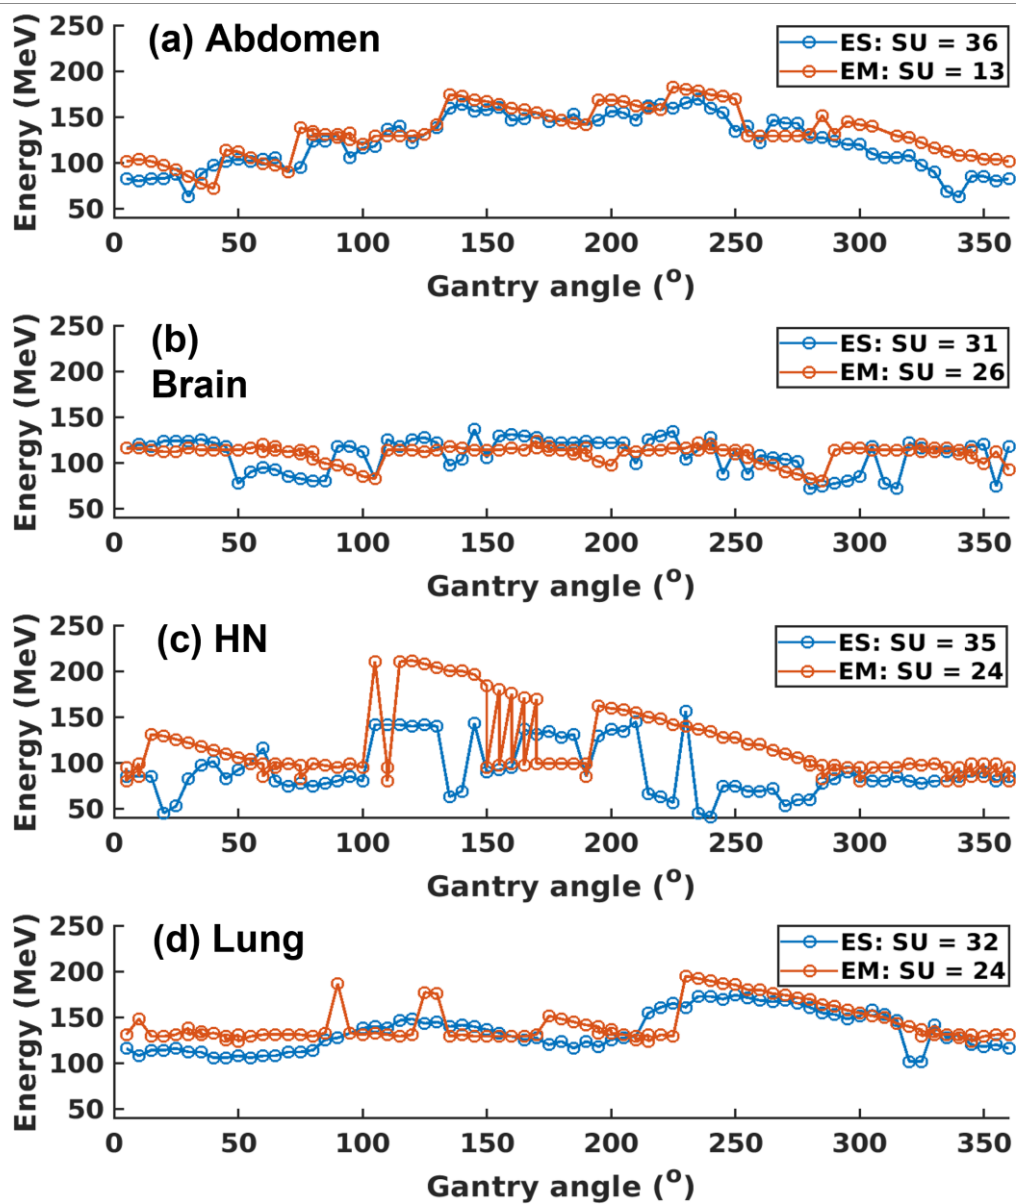 (a) Abdomen
ES: SU = 36
EM: SU = 13
Energy (MeV)
250
200
150
100
50
0 50 100 150 200 250 300 350
Gantry angle (°)
(b)
Brain
ES: SU = 31
EM: SU = 26
Energy (MeV)
250
200
150
100
50
0 50 100 150 200 250 300 350
Gantry angle (°)
(c) HN
ES: SU = 35
EM: SU = 24
Energy (MeV)
250
200
150
100
50
0 50 100 150 200 250 300 350
Gantry angle (°)
(d) Lung
ES: SU = 32
EM: SU = 24
Energy (MeV)
250
200
150
100
50
0 50 100 150 200 250 300 350
Gantry angle (°)